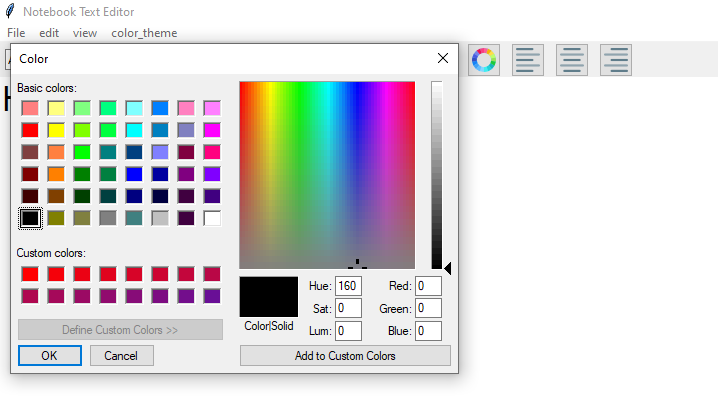 Notebook Text Editor
File edit view color_theme
Color
Basic colors:
Custom colors:
Define Custom Colors >>
OK Cancel
Color|Solid
Hue: 160 Red: 0
Sat: 0 Green: 0
Lum: 0 Blue: 0
Add to Custom Colors